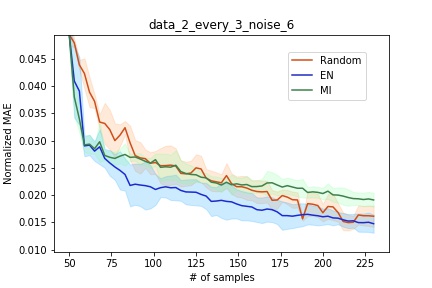 data_2_every_3_noise_6
Normalized MAE
0.045
0.040
0.035
0.030
0.025
0.020
0.015
0.010
Random
EN
MI
50 75 100 125 150 175 200 225
# of samples